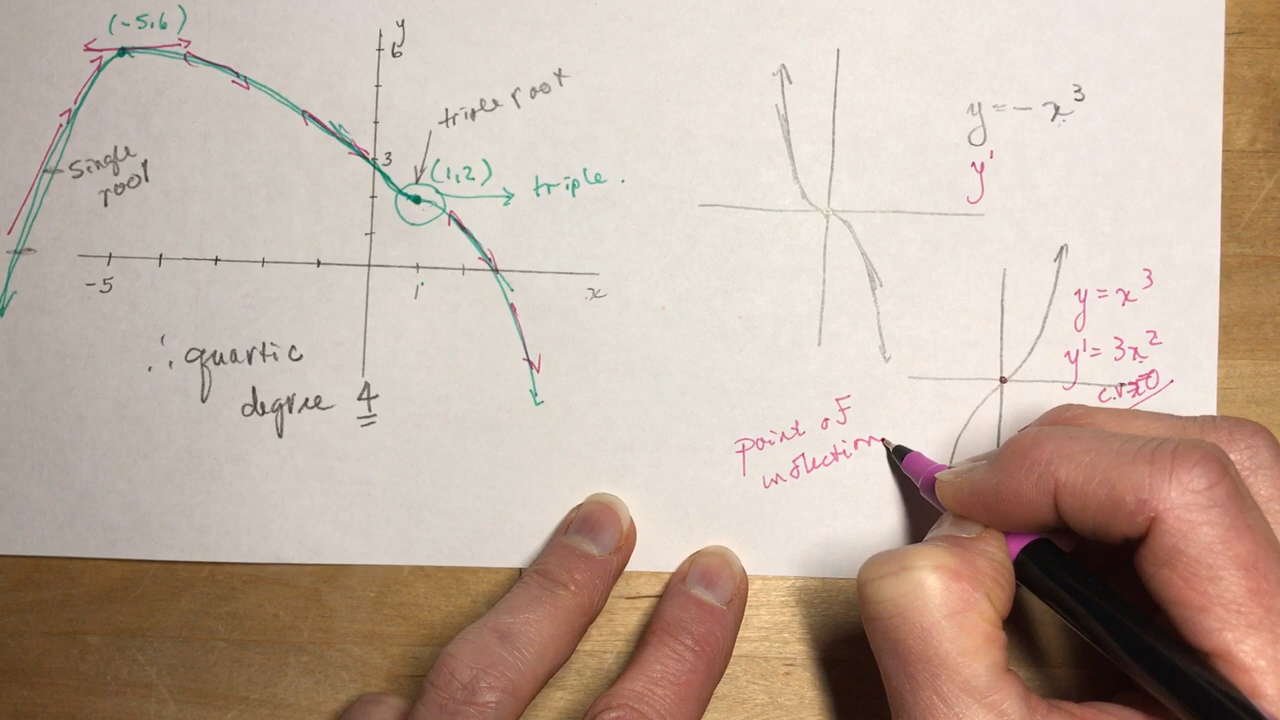 (-5,6)
y
6
triple root
3
(1,2)
triple.
single
root
-5
1
x
∴ quartic
degree 4
y = -x³
y'
y = x³
y' = 3x²
c.v x=0
point of
inflection